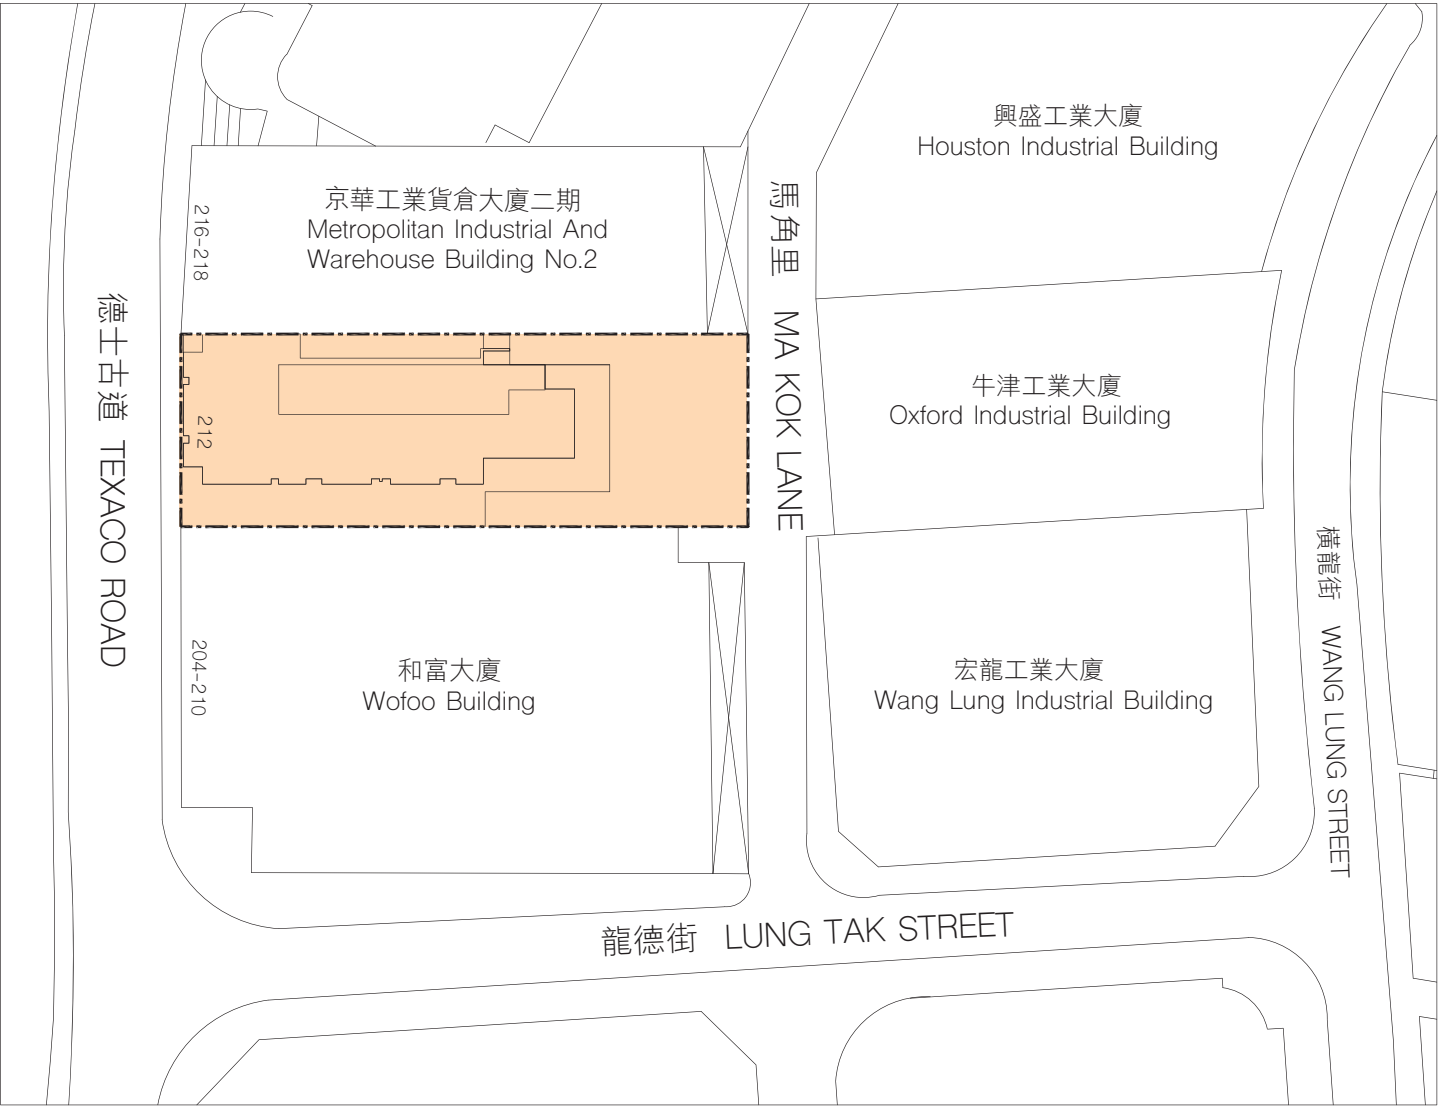 興盛工業大廈
Houston Industrial Building
京華工業貨倉大廈二期
Metropolitan Industrial And
Warehouse Building No.2
216-218
馬角里 MA KOK LANE
德士古道 TEXACO ROAD
212
牛津工業大廈
Oxford Industrial Building
橫龍街 WANG LUNG STREET
204-210
和富大廈
Wofoo Building
宏龍工業大廈
Wang Lung Industrial Building
龍德街 LUNG TAK STREET